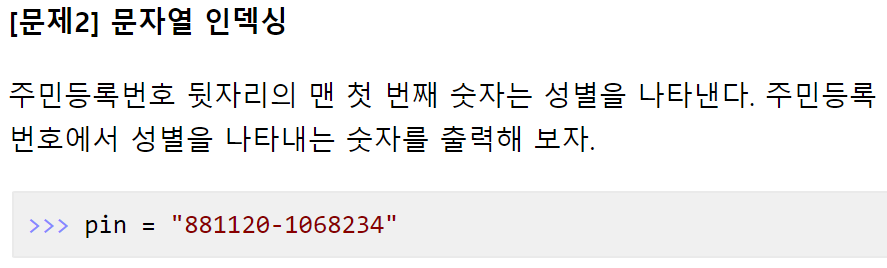 [문제2] 문자열 인덱싱
주민등록번호 뒷자리의 맨 첫 번째 숫자는 성별을 나타낸다. 주민등록
번호에서 성별을 나타내는 숫자를 출력해 보자.
>>> pin = "881120-1068234"